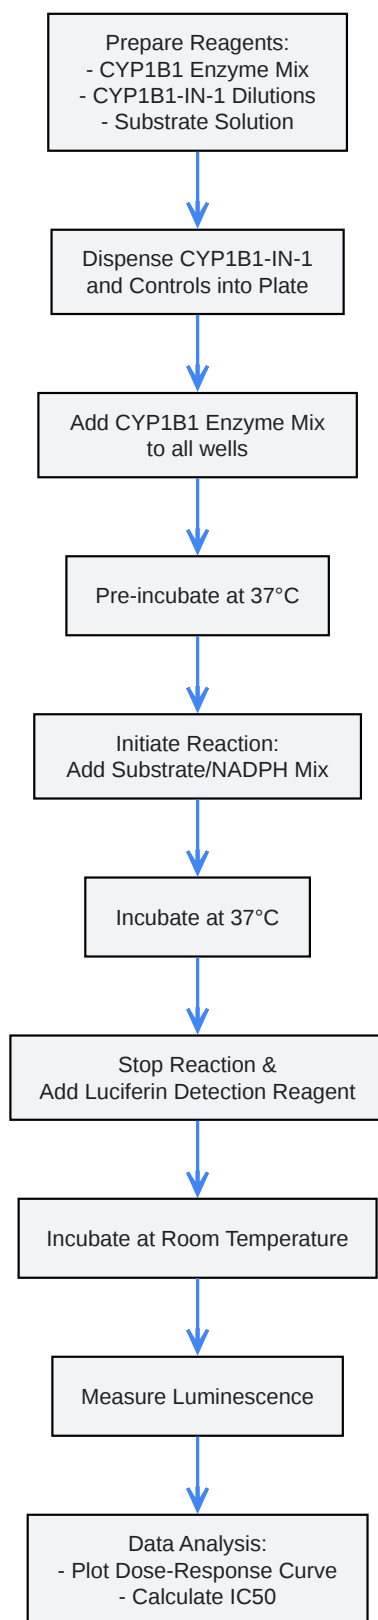 Prepare Reagents:
- CYP1B1 Enzyme Mix
- CYP1B1-IN-1 Dilutions
- Substrate Solution
Dispense CYP1B1-IN-1
and Controls into Plate
Add CYP1B1 Enzyme Mix
to all wells
Pre-incubate at 37°C
Initiate Reaction:
Add Substrate/NADPH Mix
Incubate at 37°C
Stop Reaction &
Add Luciferin Detection Reagent
Incubate at Room Temperature
Measure Luminescence
Data Analysis:
- Plot Dose-Response Curve
- Calculate IC50